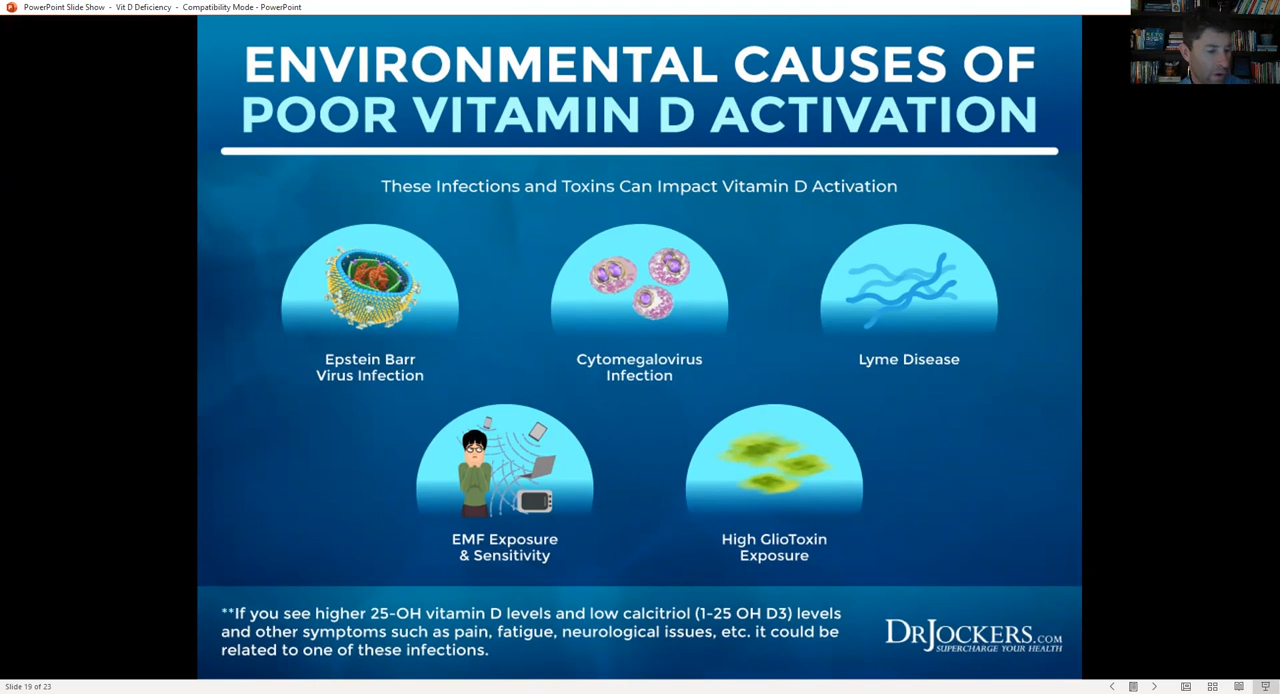 PowerPoint Slide Show - Vit D Deficiency - Compatibility Mode - PowerPoint
ENVIRONMENTAL CAUSES OF
POOR VITAMIN D ACTIVATION
These Infections and Toxins Can Impact Vitamin D Activation
Epstein Barr
Virus Infection
Cytomegalovirus
Infection
Lyme Disease
EMF Exposure
& Sensitivity
High GlioToxin
Exposure
**If you see higher 25-OH vitamin D levels and low calcitriol (1-25 OH D3) levels
and other symptoms such as pain, fatigue, neurological issues, etc. it could be
related to one of these infections.
DRJOCKERS.COM
SUPERCHARGE YOUR HEALTH
Slide 19 of 23